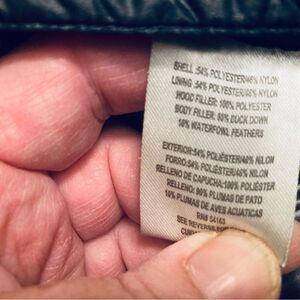 SHELL :54% POLYESTER/46% NYLON
LINING :54% POLYESTER/46% NYLON
HOOD FILLER: 100% POLYESTER
BODY FILLER: 90% DUCK DOWN
10% WATERFOWL FEATHERS
EXTERIOR:54% POLIÉSTER/46% NILON
FORRO:54% POLIÉSTER/46% NILON
RELLENO DE CAPUCHA:100% POLIÉSTER
RELLENO: 90% PLUMAS DE PATO
10% PLUMAS DE AVES ACUATICAS
RN# 54163
SEE REVERSE FOR